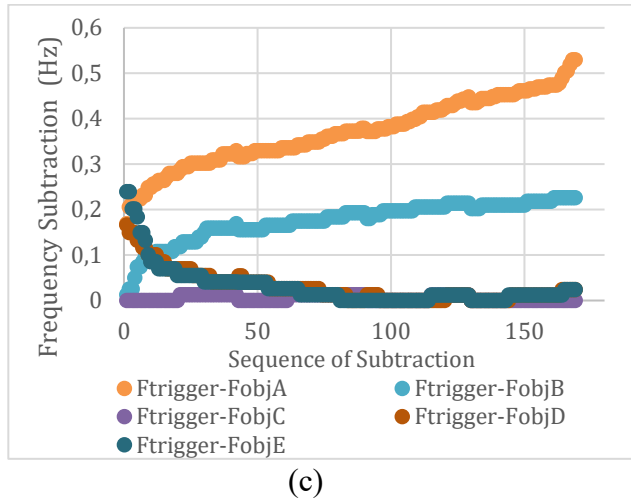 0,6
0,5
0,4
0,3
0,2
0,1
0
Frequency Subtraction (Hz)
0 50 100 150
Sequence of Subtraction
Ftrigger-FobjA Ftrigger-FobjB
Ftrigger-FobjC Ftrigger-FobjD
Ftrigger-FobjE
(c)